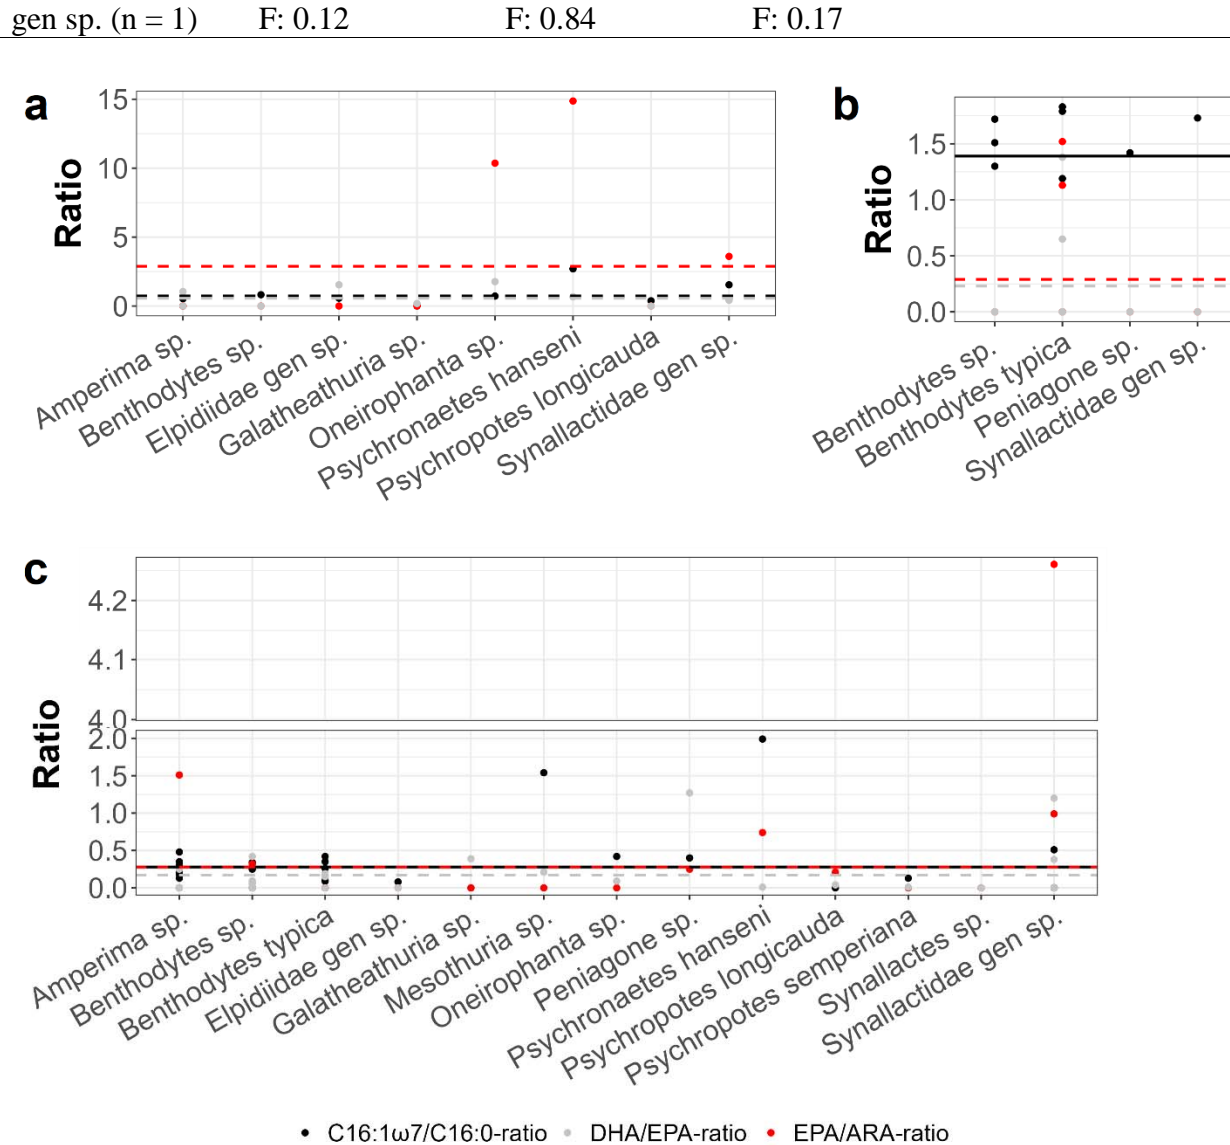 gen sp. (n = 1) F: 0.12 F: 0.84 F: 0.17
a
Ratio
15
10
5
0
Amperima sp.
Benthodytes sp.
Elpidiidae gen sp.
Galatheathuria sp.
Oneirophanta sp.
Psychronaetes hanseni
Psychropotes longicauda
Synallactidae gen sp.
b
Ratio
1.5
1.0
0.5
0.0
Benthodytes sp.
Benthodytes typica
Peniagone sp.
Synallactidae gen sp.
c
Ratio
4.2
4.1
4.0
2.0
1.5
1.0
0.5
0.0
Amperima sp.
Benthodytes sp.
Benthodytes typica
Elpidiidae gen sp.
Galatheathuria sp.
Mesothuria sp.
Oneirophanta sp.
Peniagone sp.
Psychronaetes hanseni
Psychropotes longicauda
Psychropotes semperiana
Synallactes sp.
Synallactidae gen sp.
C16:1ω7/C16:0-ratio DHA/EPA-ratio EPA/ARA-ratio